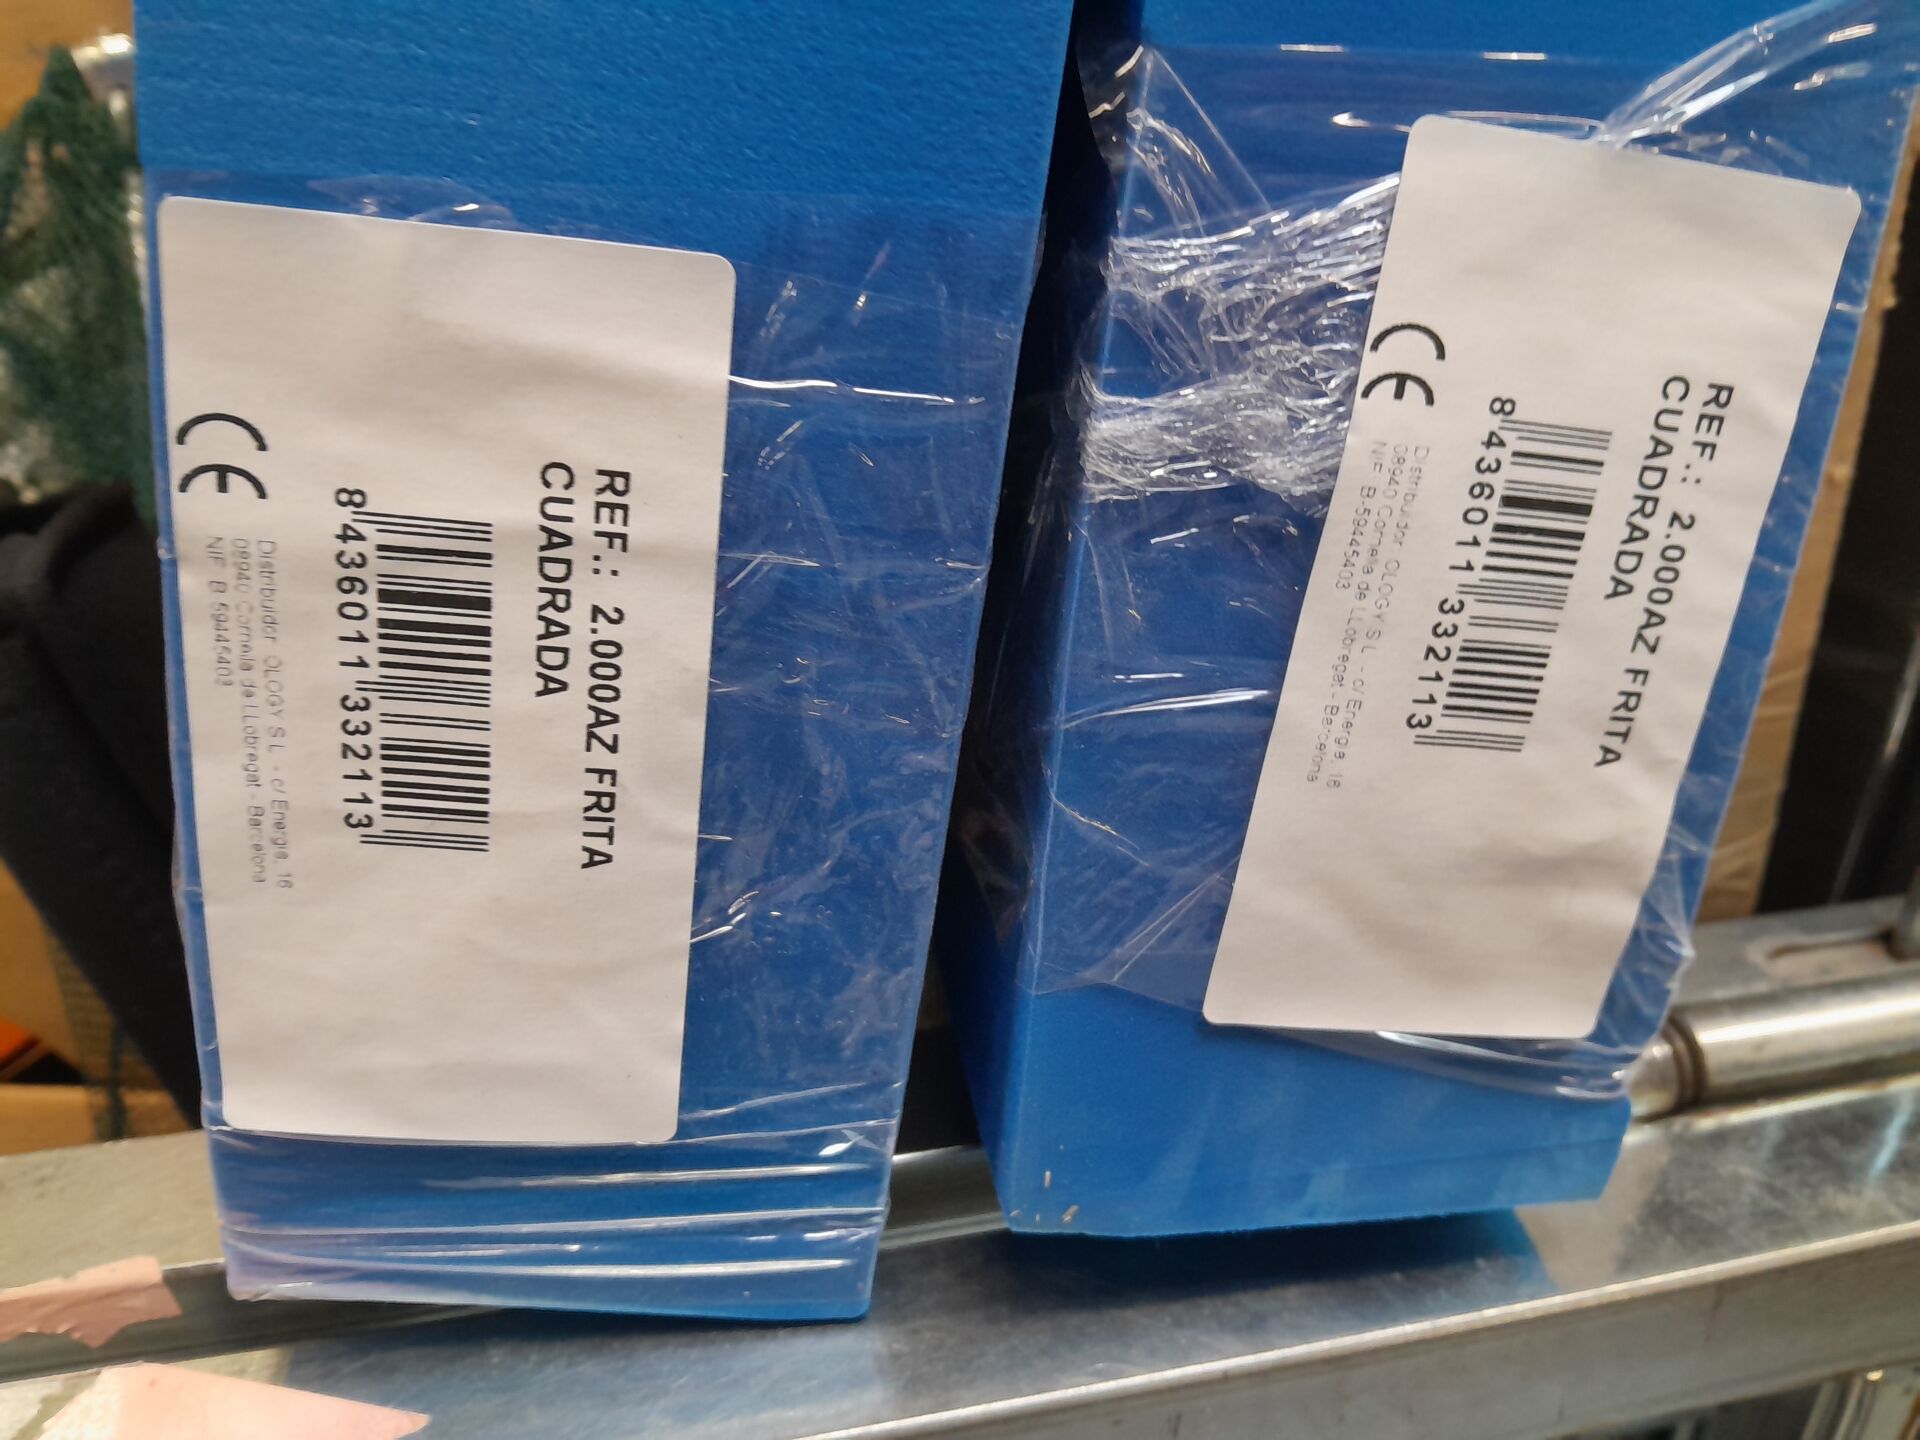 REF.: 2.000AZ FRITA
CUADRADA
8 436011 332113
CE
Distribuidor OLOGY S L - c/ Energia, 16
08940 Cornela de LLobregat - Barcelona
NIF B-59445403
REF.: 2.000AZ FRITA
CUADRADA
8 436011 332113
CE
Distribuidor OLOGY S L - c/ Energia, 16
08940 Cornella de LLobregat - Barcelona
NIF B-59445403